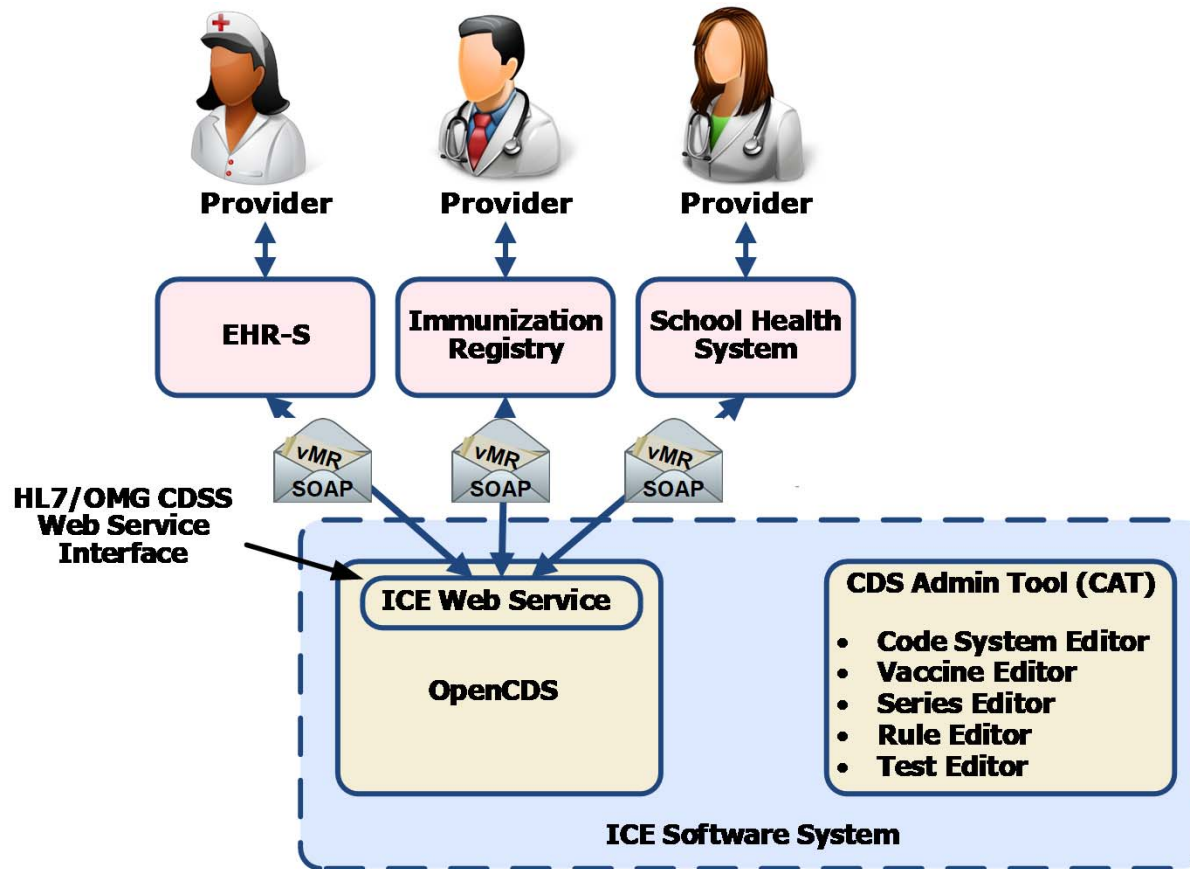 Provider
Provider
Provider
EHR-S
Immunization
Registry
School Health
System
vMR
SOAP
vMR
SOAP
vMR
SOAP
HL7/OMG CDSS
Web Service
Interface
ICE Web Service
OpenCDS
CDS Admin Tool (CAT)
• Code System Editor
• Vaccine Editor
• Series Editor
• Rule Editor
• Test Editor
ICE Software System